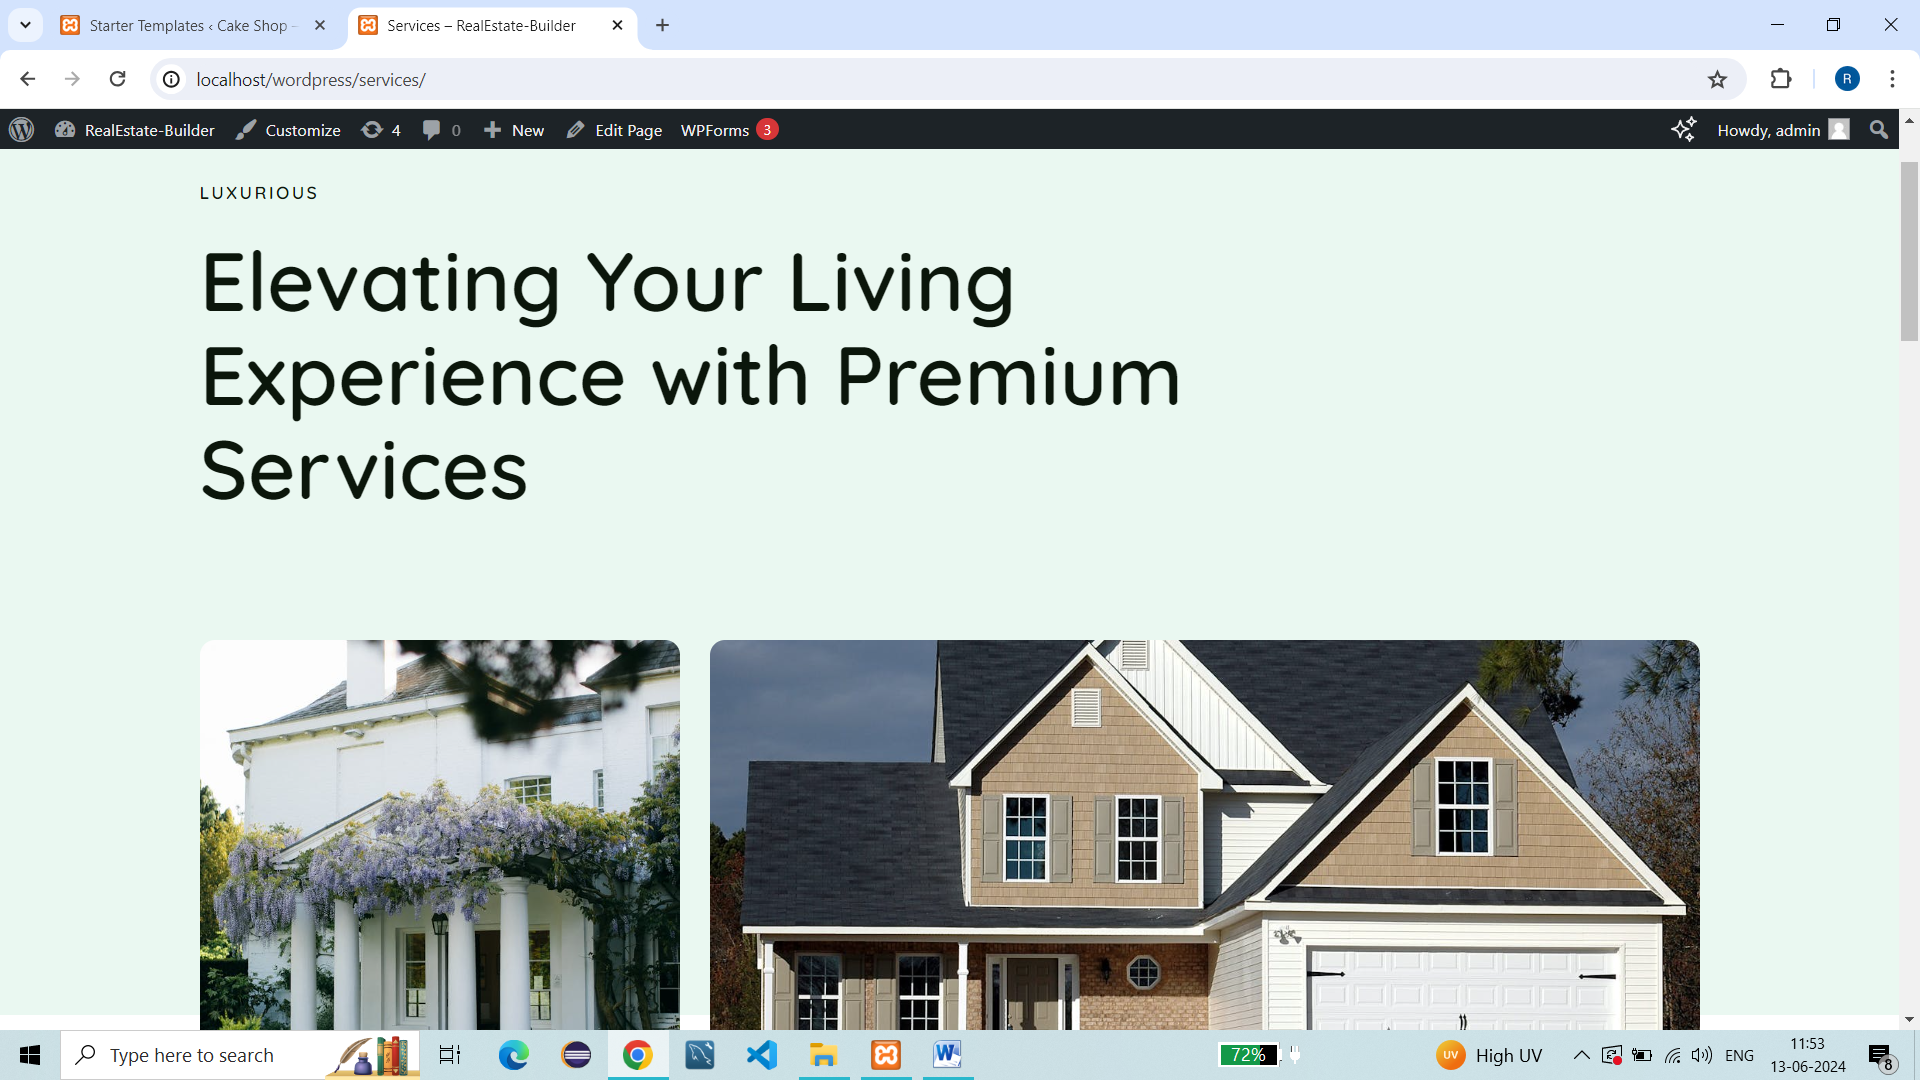 Starter Templates ‹ Cake Shop –
Services – RealEstate-Builder
localhost/wordpress/services/
R
RealEstate-Builder
Customize
4
0
New
Edit Page
WPForms 3
Howdy, admin
LUXURIOUS
Elevating Your Living
Experience with Premium
Services
Type here to search
72%
UV
High UV
ENG
11:53
13-06-2024
8